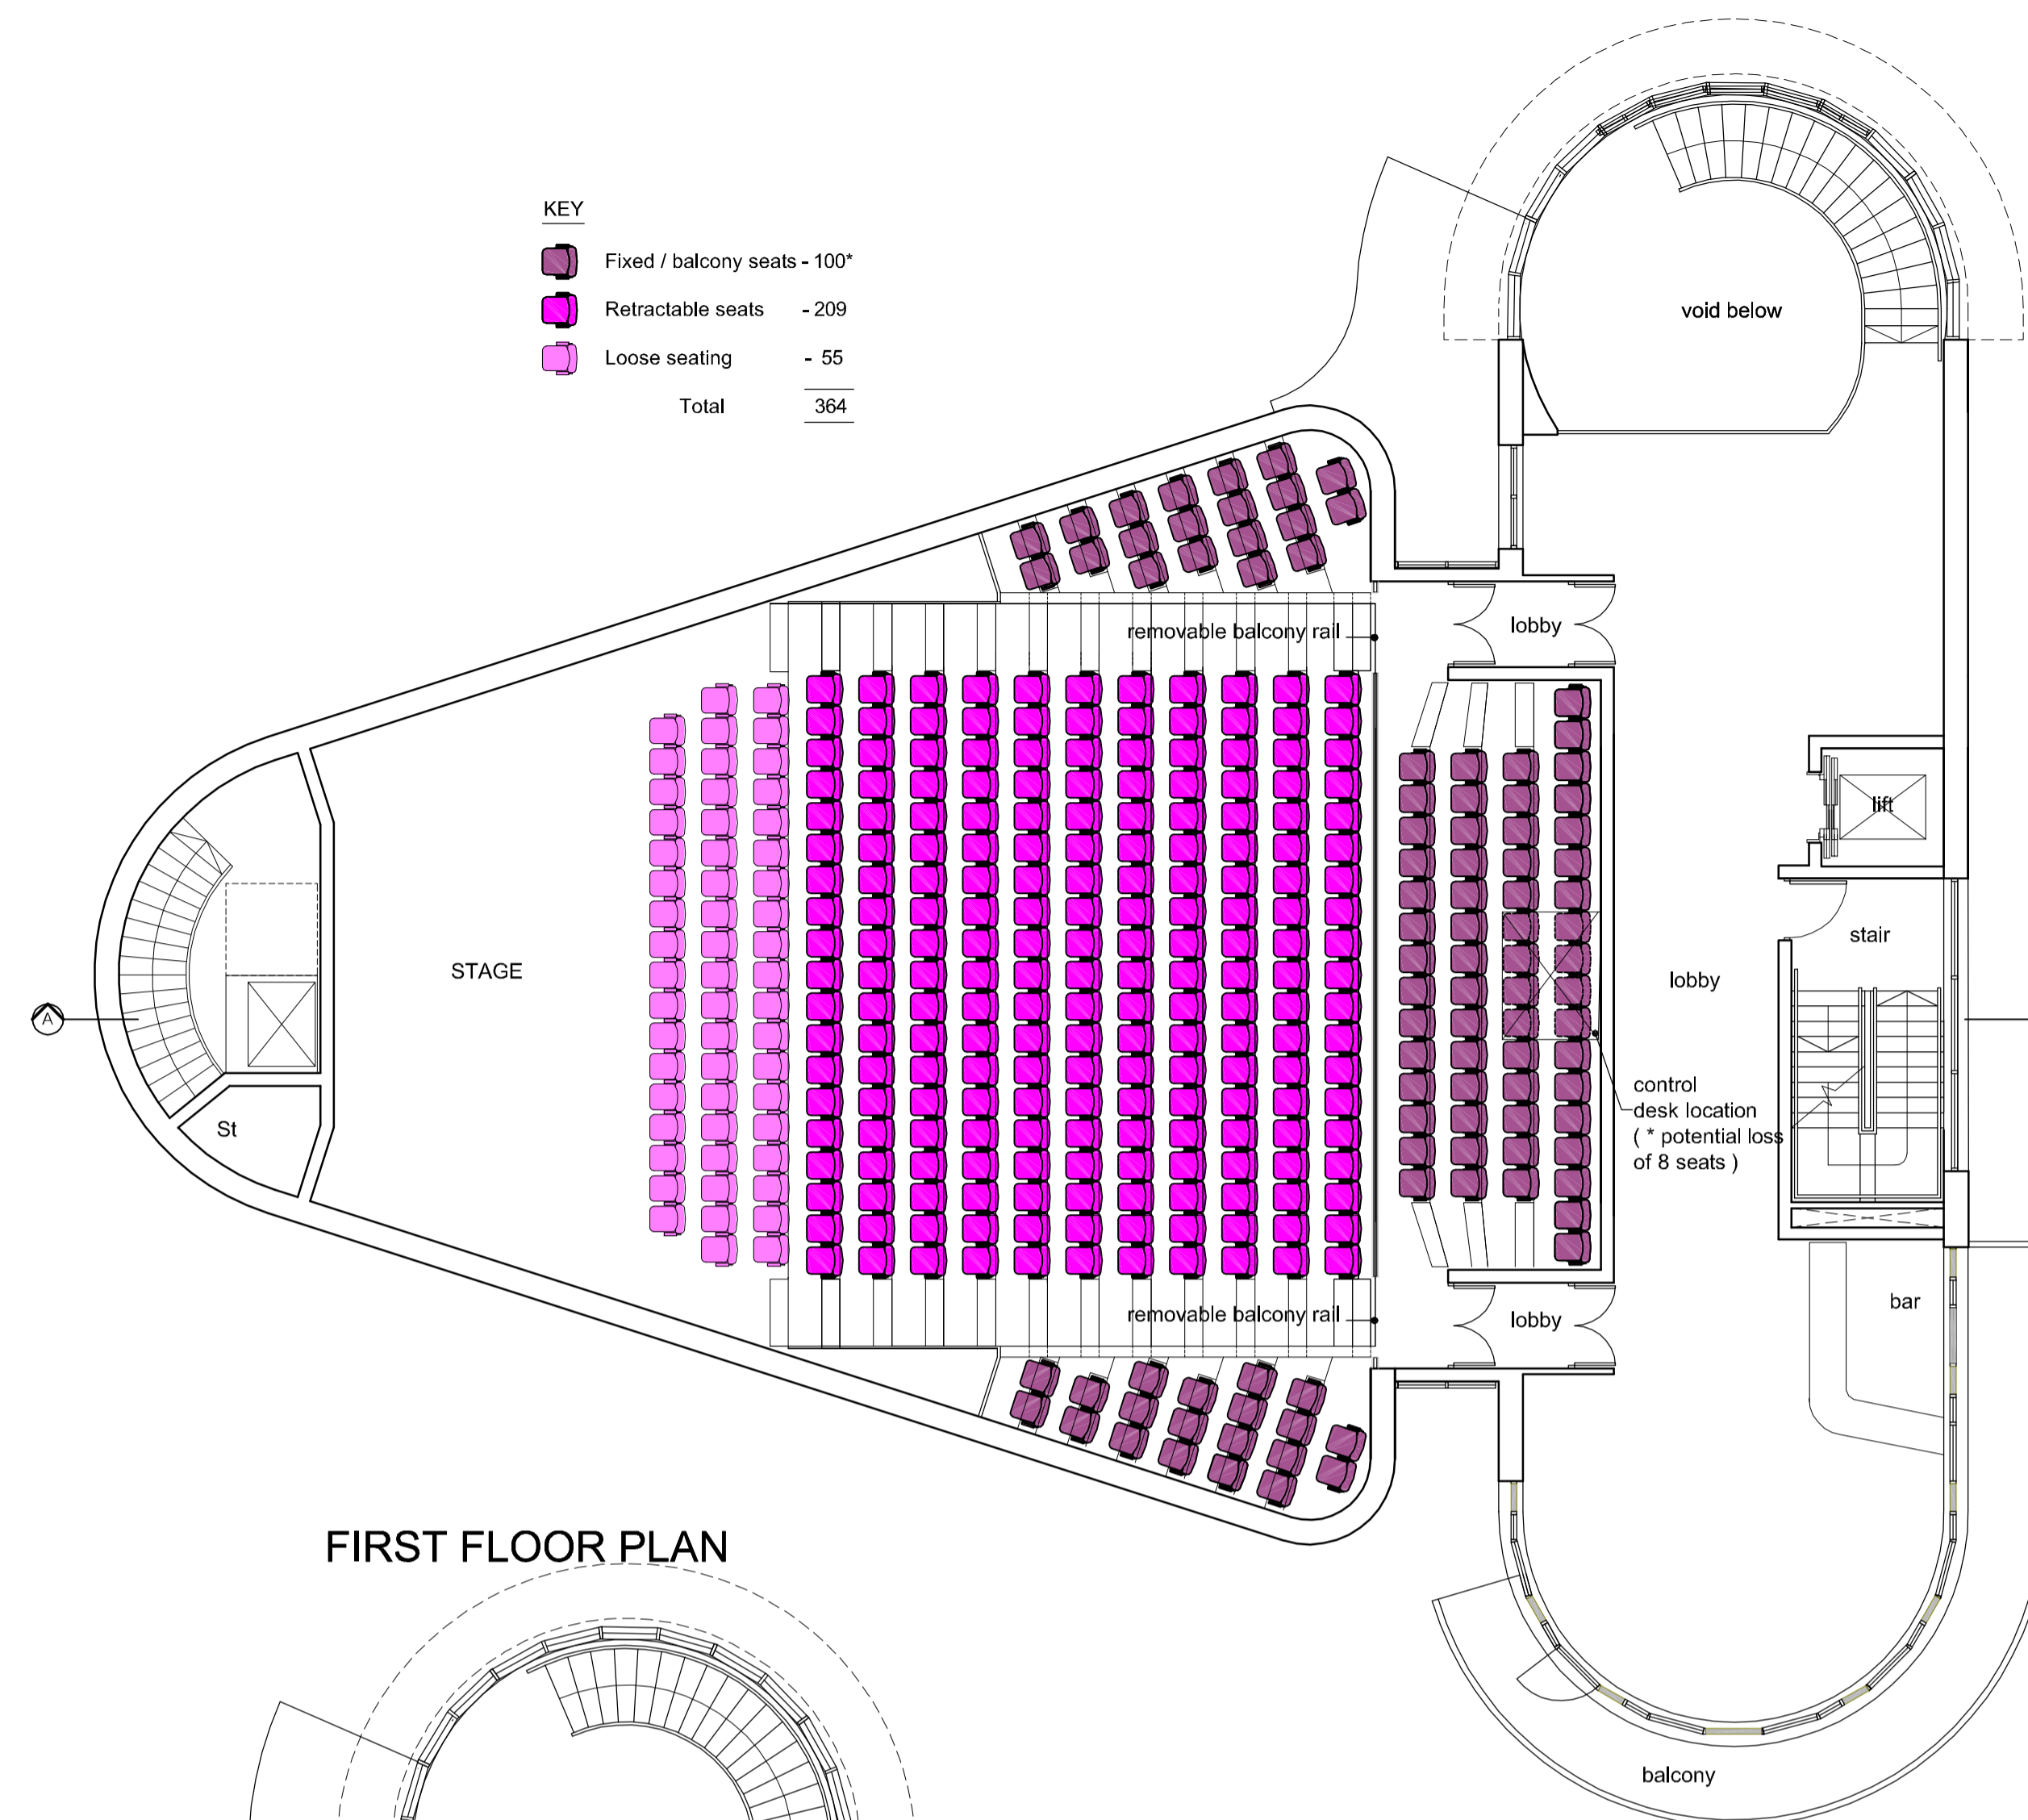 KEY
Fixed / balcony seats - 100*
Retractable seats - 209
Loose seating - 55
Total 364
void below
removable balcony rail
lobby
lift
stair
STAGE
lobby
A
control
desk location
( * potential loss
of 8 seats )
St
bar
removable balcony rail
lobby
FIRST FLOOR PLAN
balcony